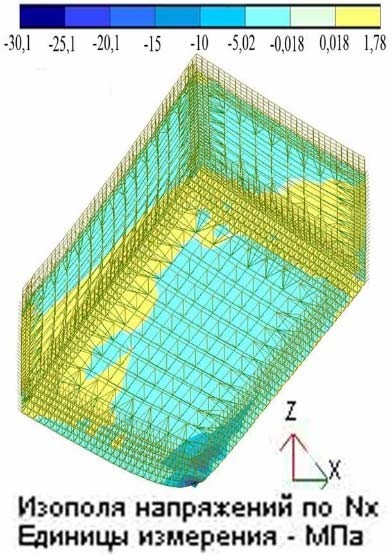 -30,1 -25,1 -20,1 -15 -10 -5,02 -0,018 0,018 1,78
Z
X
Изополя напряжений по Nx
Единицы измерения - МПа